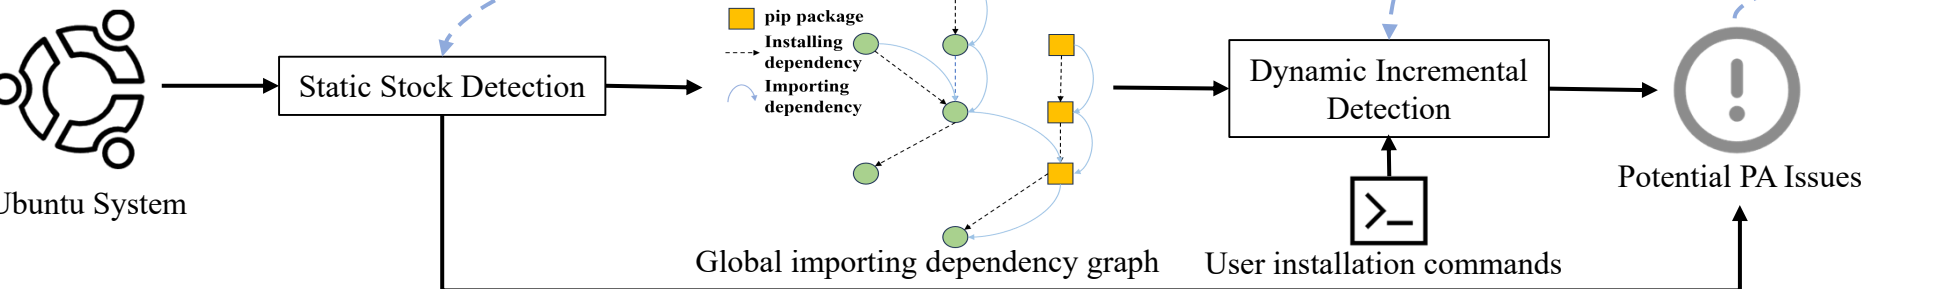 pip package
Installing
dependency
Importing
dependency
Static Stock Detection
Dynamic Incremental
Detection
Potential PA Issues
Ubuntu System
>_
Global importing dependency graph
User installation commands